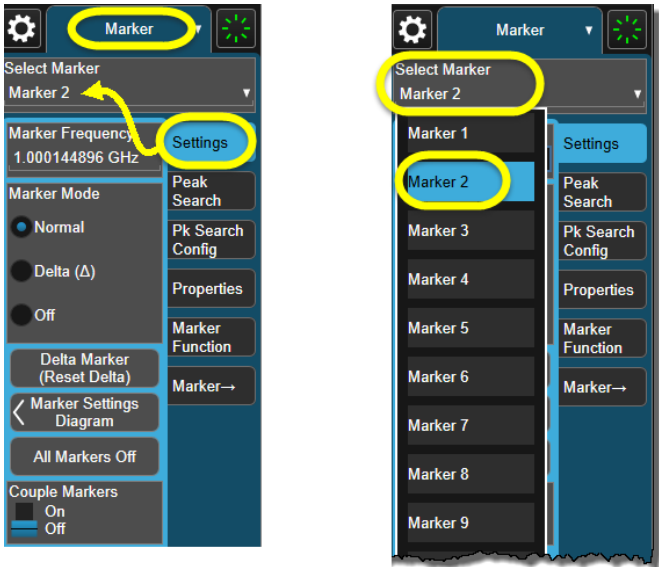 Marker
Select Marker
Marker 2
Marker Frequency
1.000144896 GHz
Marker Mode
Normal
Delta (Δ)
Off
Delta Marker
(Reset Delta)
Marker Settings
Diagram
All Markers Off
Couple Markers
On
Off
Settings
Peak
Search
Pk Search
Config
Properties
Marker
Function
Marker→
Marker
Select Marker
Marker 2
Marker 1
Marker 2
Marker 3
Marker 4
Marker 5
Marker 6
Marker 7
Marker 8
Marker 9
Settings
Peak
Search
Pk Search
Config
Properties
Marker
Function
Marker→